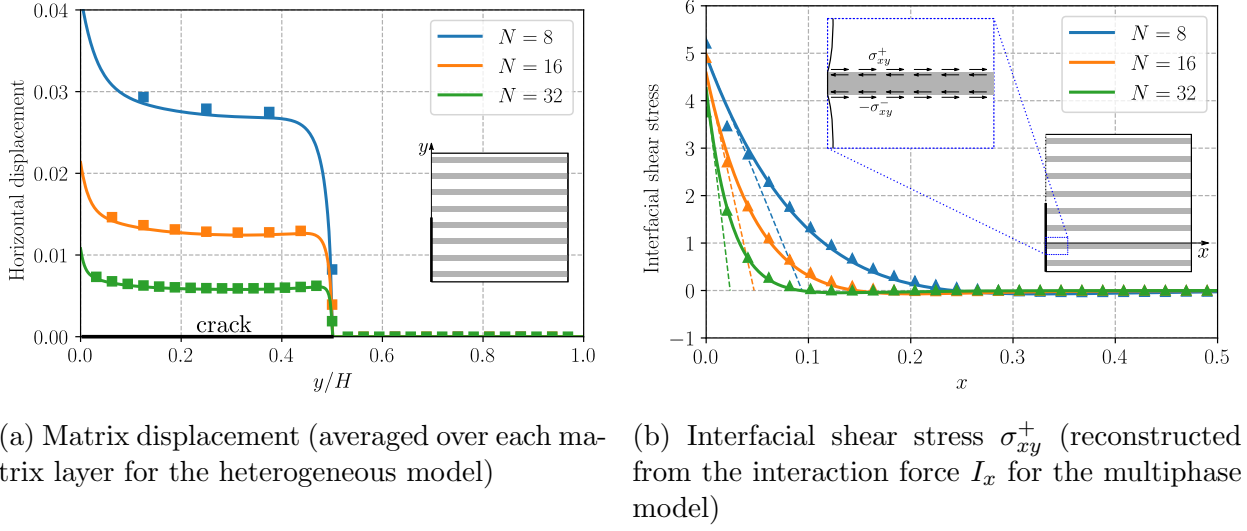 0.04
0.03
0.02
0.01
0.00
Horizontal displacement
0.0 0.2 0.4 0.6 0.8 1.0
y/H
N = 8
N = 16
N = 32
y
crack
6
5
4
3
2
1
0
−1
Interfacial shear stress
0.0 0.1 0.2 0.3 0.4 0.5
x
N = 8
N = 16
N = 32
σ⁺xy
−σ⁻xy
x
(a) Matrix displacement (averaged over each ma-
trix layer for the heterogeneous model)
(b) Interfacial shear stress σ⁺xy (reconstructed
from the interaction force Ix for the multiphase
model)